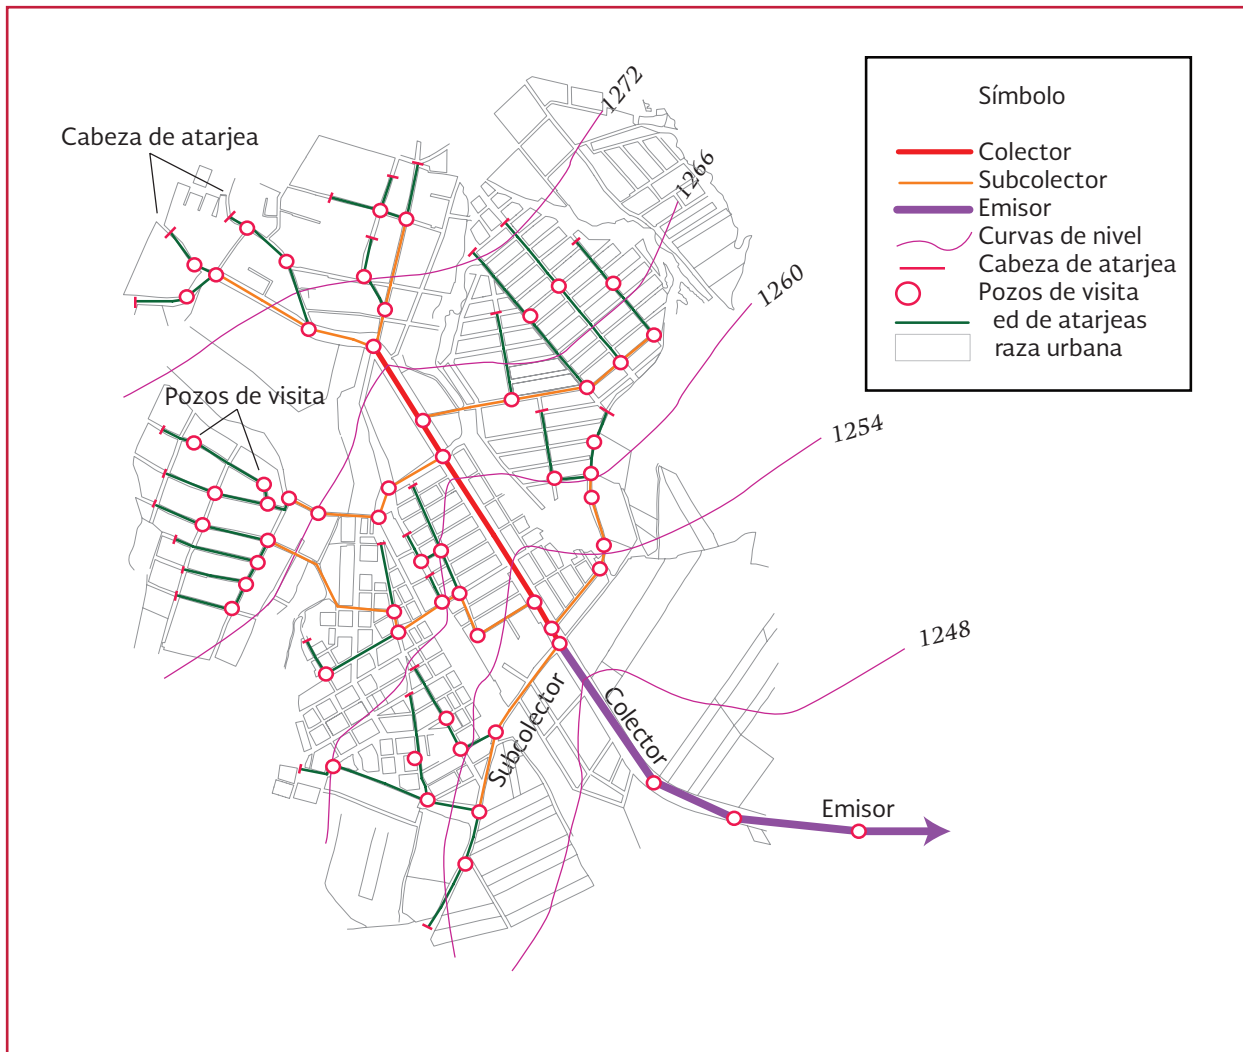 Cabeza de atarjea
1272
1266
1260
1254
1248
Pozos de visita
Subcolector
Colector
Emisor
Símbolo
Colector
Subcolector
Emisor
Curvas de nivel
Cabeza de atarjea
Pozos de visita
ed de atarjeas
raza urbana